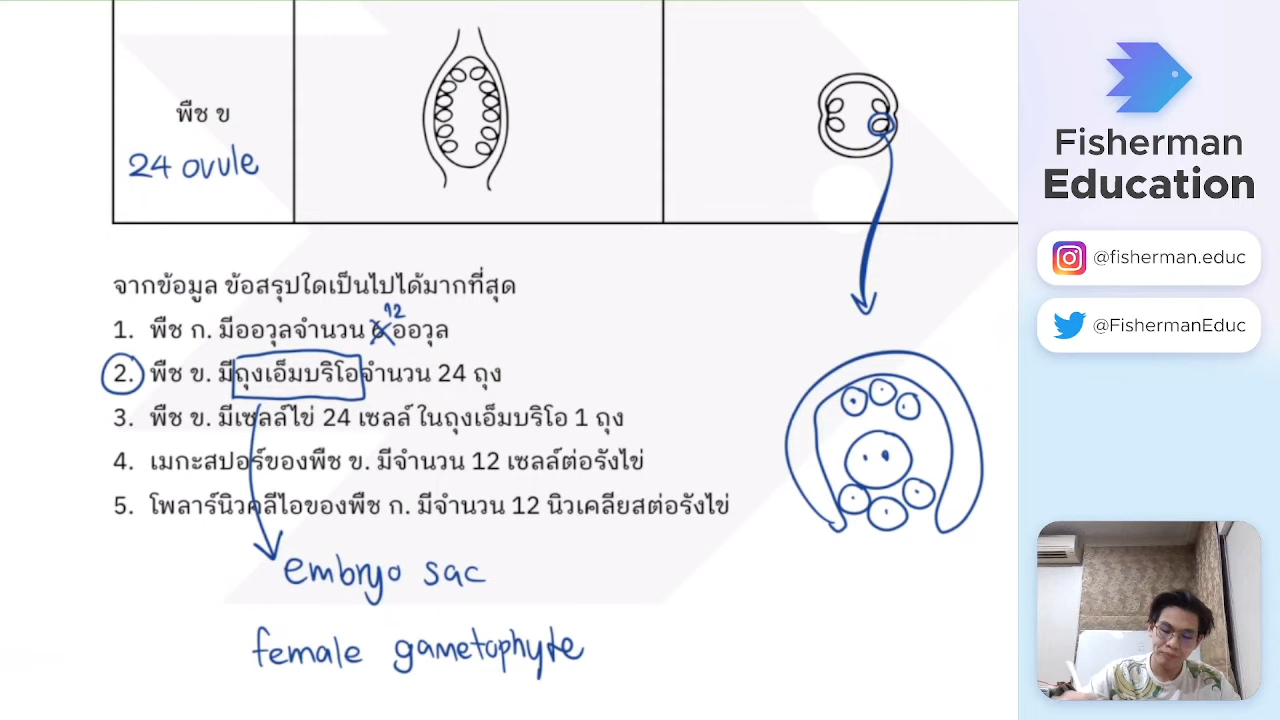 พืช ข
24 ovule
จากข้อมูล ข้อสรุปใดเป็นไปได้มากที่สุด
12
1. พืช ก. มีออวุลจำนวน 6 ออวุล
2. พืช ข. มีถุงเอ็มบริโอจำนวน 24 ถุง
3. พืช ข. มีเซลล์ไข่ 24 เซลล์ ในถุงเอ็มบริโอ 1 ถุง
4. เมกะสปอร์ของพืช ข. มีจำนวน 12 เซลล์ต่อรังไข่
5. โพลาร์นิวคลีไอของพืช ก. มีจำนวน 12 นิวเคลียสต่อรังไข่
embryo sac
female gametophyte
Fisherman
Education
@fisherman.educ
@FishermanEduc